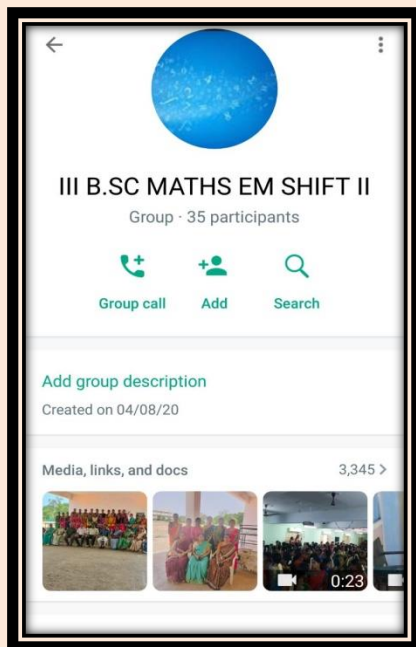 III B.SC MATHS EM SHIFT II
Group · 35 participants
Group call Add Search
Add group description
Created on 04/08/20
Media, links, and docs 3,345 >
0:23